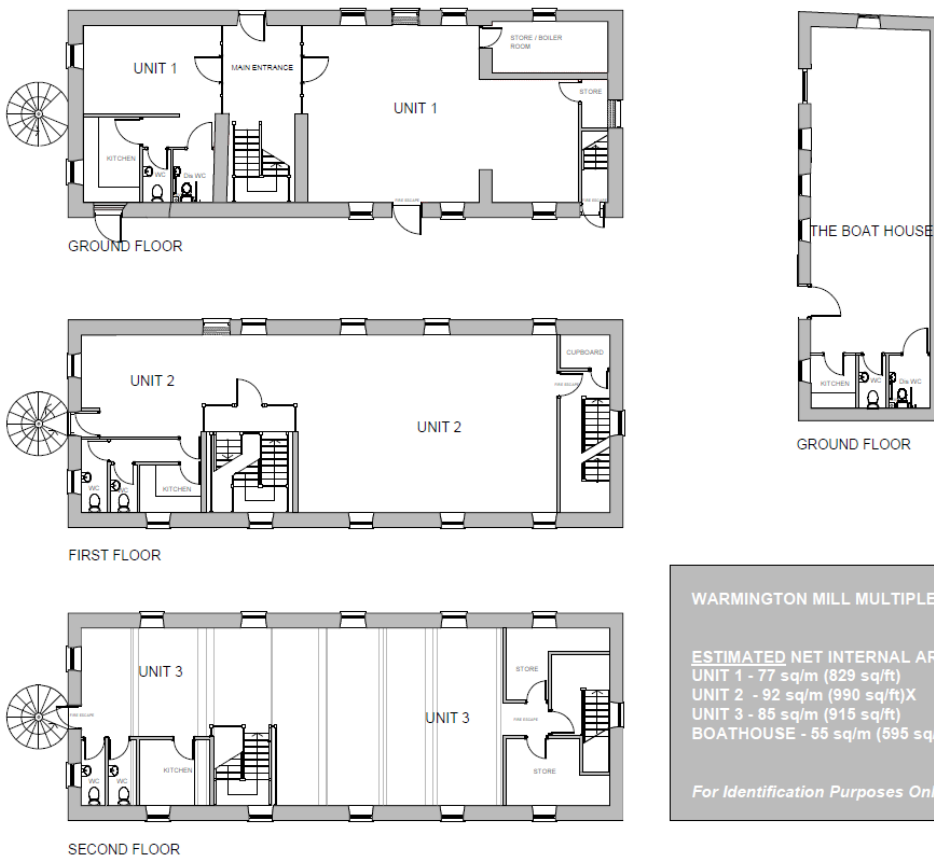 UNIT 1
MAIN ENTRANCE
STORE / BOILER
ROOM
UNIT 1
STORE
KITCHEN
WC
Dis WC
FIRE ESCAPE
FIRE ESCAPE
GROUND FLOOR
THE BOAT HOUSE
KITCHEN
WC
Dis WC
GROUND FLOOR
UNIT 2
CUPBOARD
FIRE ESCAPE
UNIT 2
WC
WC
KITCHEN
FIRST FLOOR
UNIT 3
STORE
FIRE ESCAPE
UNIT 3
FIRE ESCAPE
WC
WC
KITCHEN
STORE
SECOND FLOOR
WARMINGTON MILL MULTIPLE
ESTIMATED NET INTERNAL AR
UNIT 1 - 77 sq/m (829 sq/ft)
UNIT 2 - 92 sq/m (990 sq/ft)X
UNIT 3 - 85 sq/m (915 sq/ft)
BOATHOUSE - 55 sq/m (595 sq/
For Identification Purposes Onl